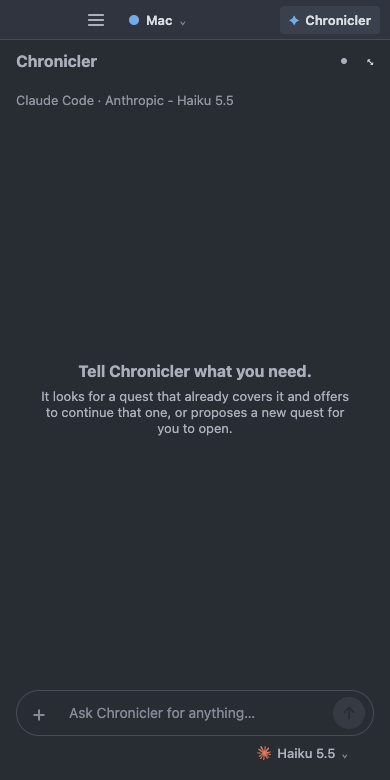 Mac
Chronicler
Chronicler
Claude Code · Anthropic - Haiku 5.5
Tell Chronicler what you need.
It looks for a quest that already covers it and offers
to continue that one, or proposes a new quest for
you to open.
Ask Chronicler for anything...
Haiku 5.5